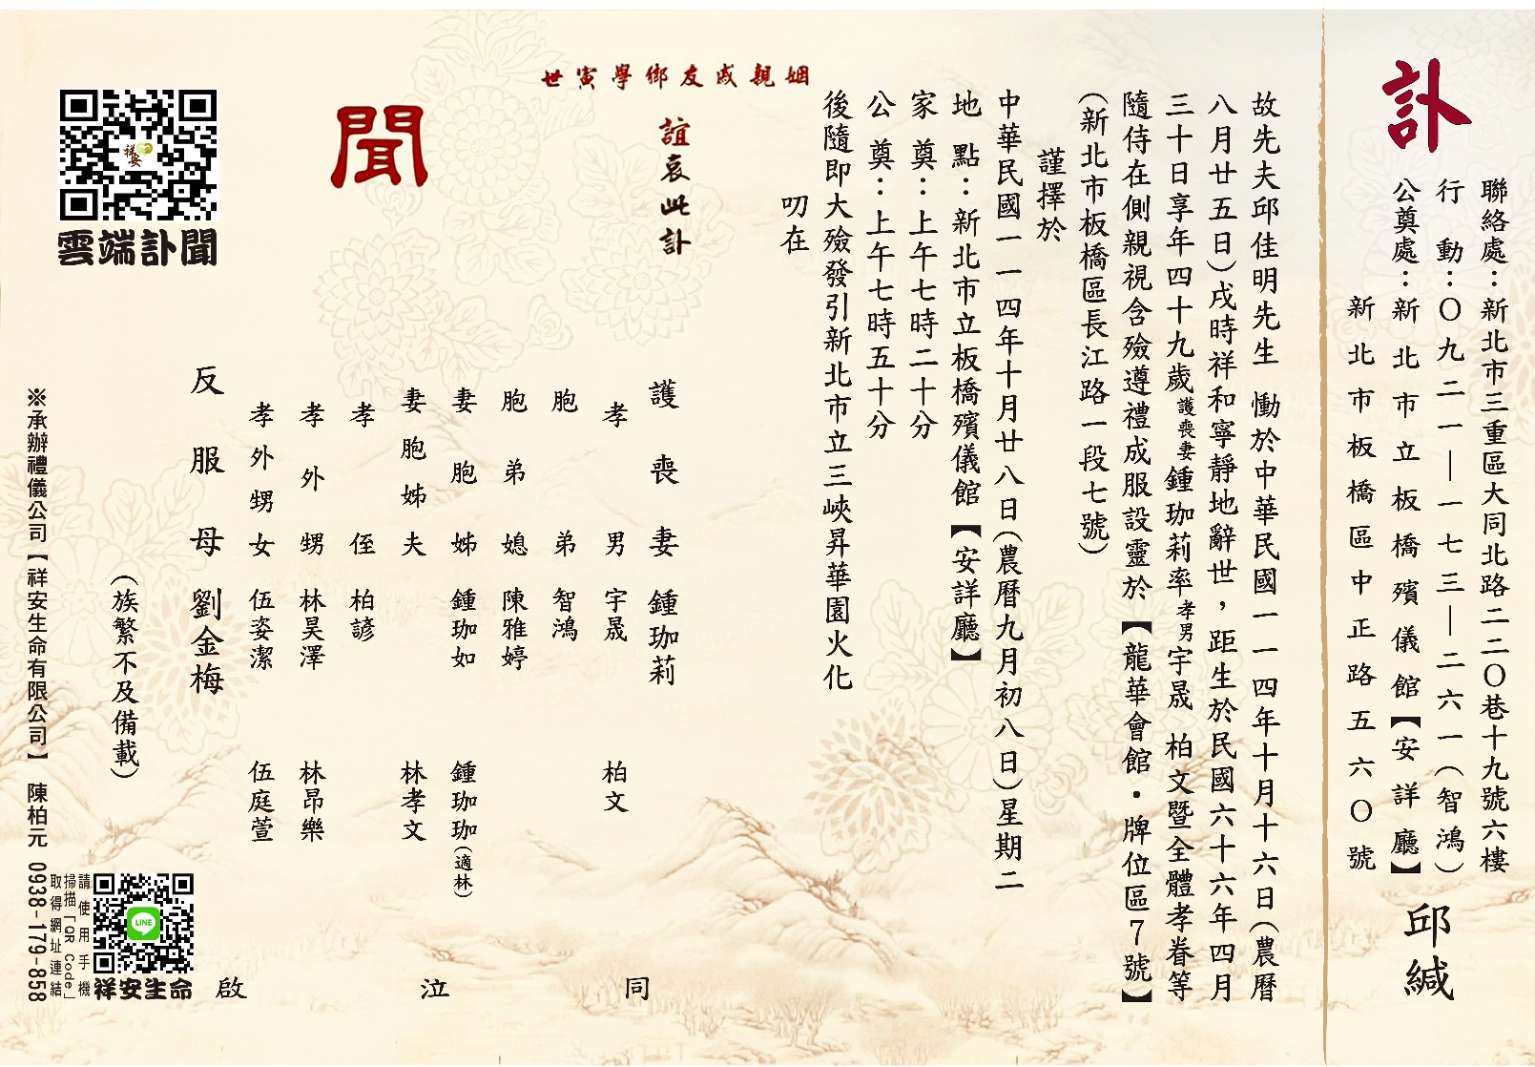 訃
聯絡處：新北市三重區大同北路二二〇巷十九號六樓
行 動：〇九二一—一七三—二六一(智鴻)
公奠處：新北市立板橋殯儀館【安詳廳】
新北市板橋區中正路五六〇號
邱緘
故先夫邱佳明先生 慟於中華民國一一四年十月十六日(農曆
八月廿五日)戌時祥和寧靜地辭世，距生於民國六十六年四月
三十日享年四十九歲護喪妻鍾珈莉率孝男宇晟 柏文暨全體孝眷等
隨侍在側親視含殮遵禮成服設靈於【龍華會館・牌位區7號】
(新北市板橋區長江路一段七號)
謹擇於
中華民國一一四年十月廿八日(農曆九月初八日)星期二
地 點：新北市立板橋殯儀館【安詳廳】
家 奠：上午七時二十分
公 奠：上午七時五十分
後隨即大殮發引新北市立三峽昇華園火化
叨在
姻親戚友鄉學寅世
誼哀此訃
聞
護喪妻 鍾珈莉
孝男 宇晟 柏文
胞弟 智鴻
胞弟媳 陳雅婷
妻胞姊 鍾珈如 鍾珈珈(適林)
妻胞姊夫 林孝文
孝侄 柏諺
孝外甥 林昊澤 林昂樂
孝外甥女 伍姿潔 伍庭萱
反服母 劉金梅
同
泣
啟
(族繁不及備載)
雲端訃聞
祥安
※承辦禮儀公司【祥安生命有限公司】 陳柏元 0938-179-858
請使用手機
掃描「QR Code」
取得網址連結
LINE
祥安生命